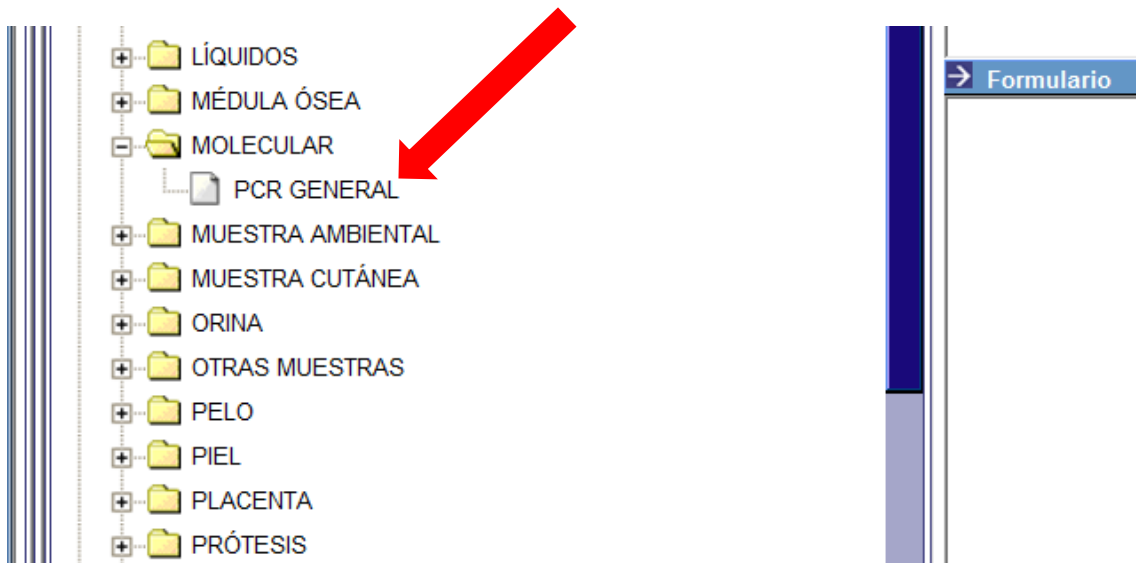 LÍQUIDOS
MÉDULA ÓSEA
MOLECULAR
PCR GENERAL
MUESTRA AMBIENTAL
MUESTRA CUTÁNEA
ORINA
OTRAS MUESTRAS
PELO
PIEL
PLACENTA
PRÓTESIS
Formulario